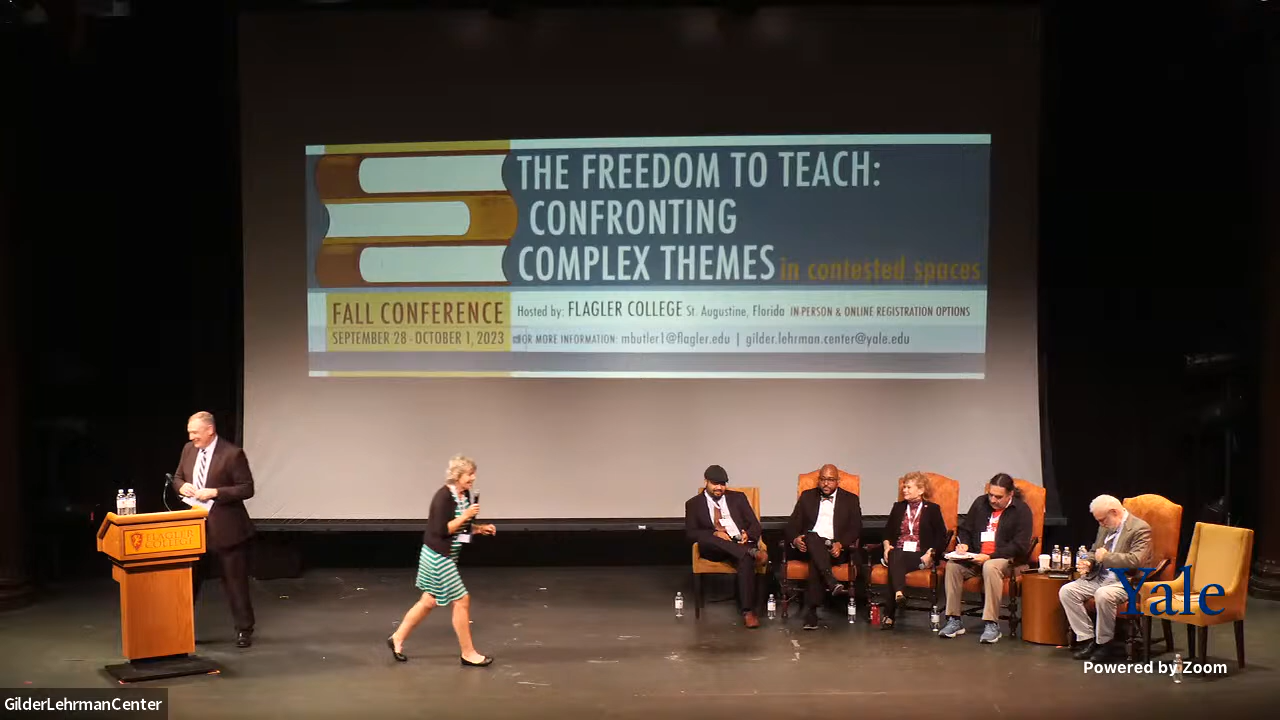 THE FREEDOM TO TEACH:
CONFRONTING
COMPLEX THEMES in contested spaces
FALL CONFERENCE
SEPTEMBER 28 - OCTOBER 1, 2023
Hosted by: FLAGLER COLLEGE St. Augustine, Florida IN PERSON & ONLINE REGISTRATION OPTIONS
FOR MORE INFORMATION: mbutler1@flagler.edu | gilder.lehrman.center@yale.edu
FLAGLER
COLLEGE
Yale
Powered by Zoom
GilderLehrmanCenter